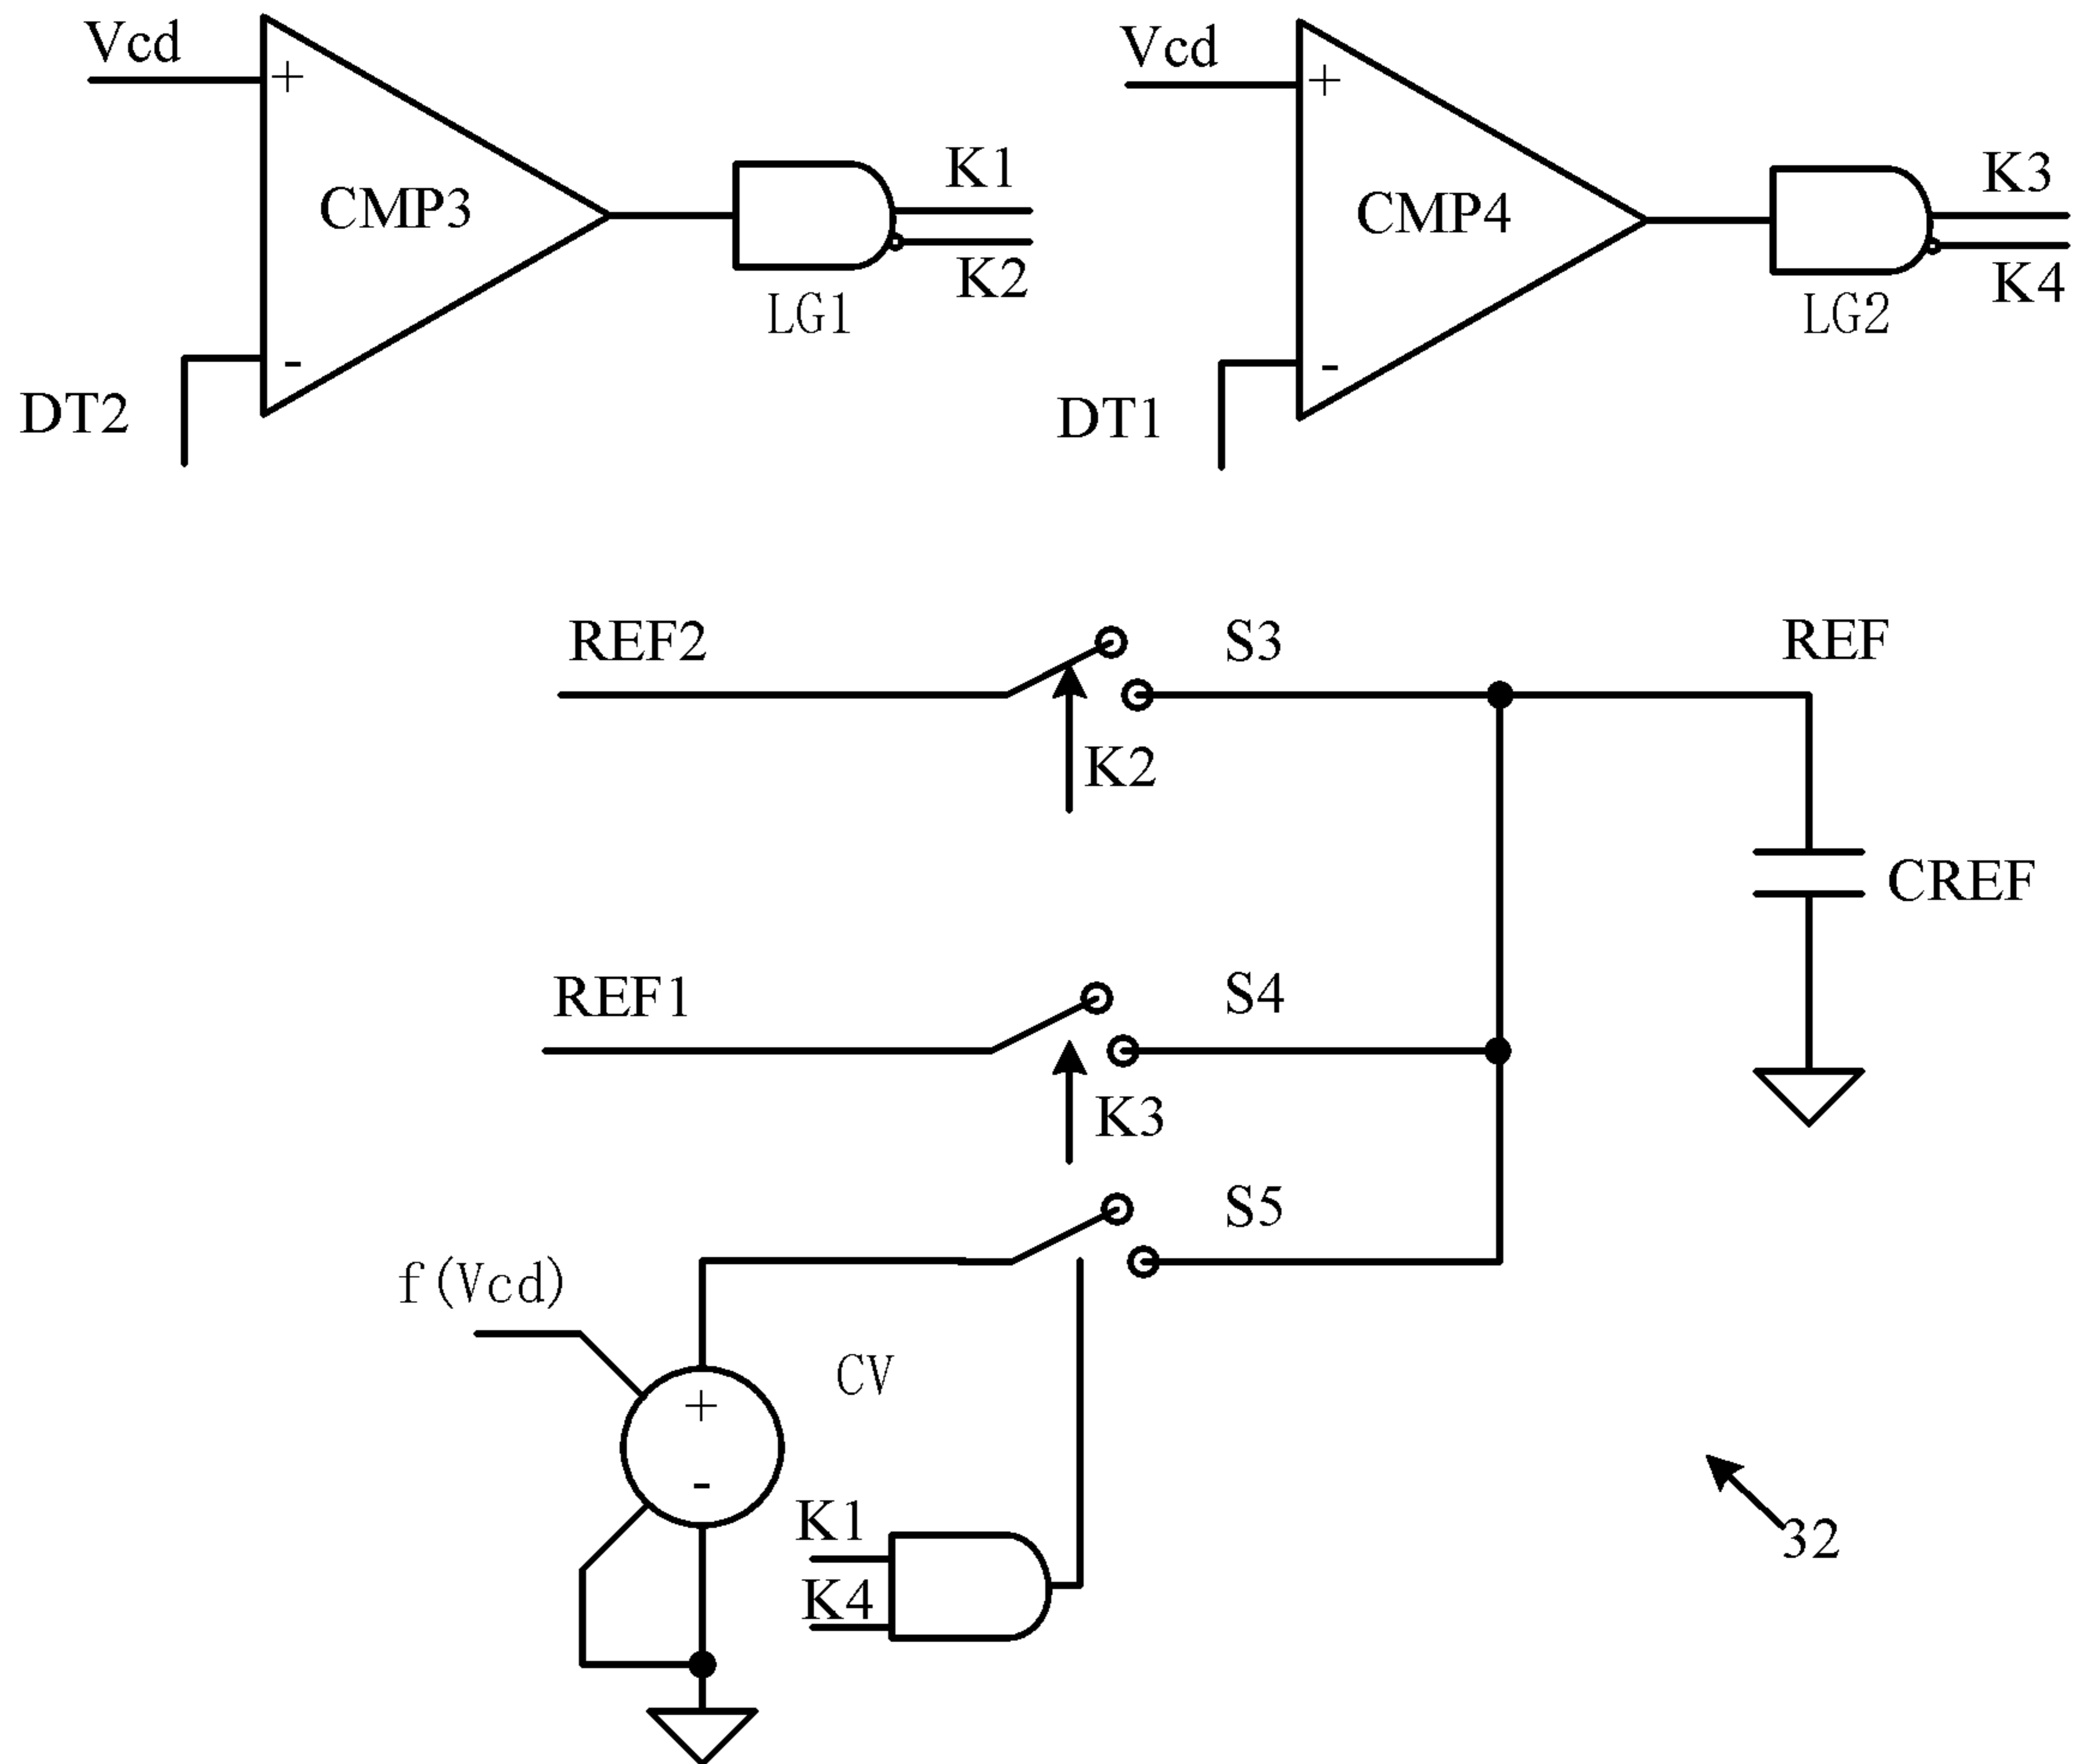 Vcd
+
CMP3
-
DT2
K1
K2
LG1
Vcd
+
CMP4
-
DT1
K3
K4
LG2
REF2
S3
REF
K2
CREF
REF1
S4
K3
S5
f(Vcd)
CV
+
-
K1
K4
32